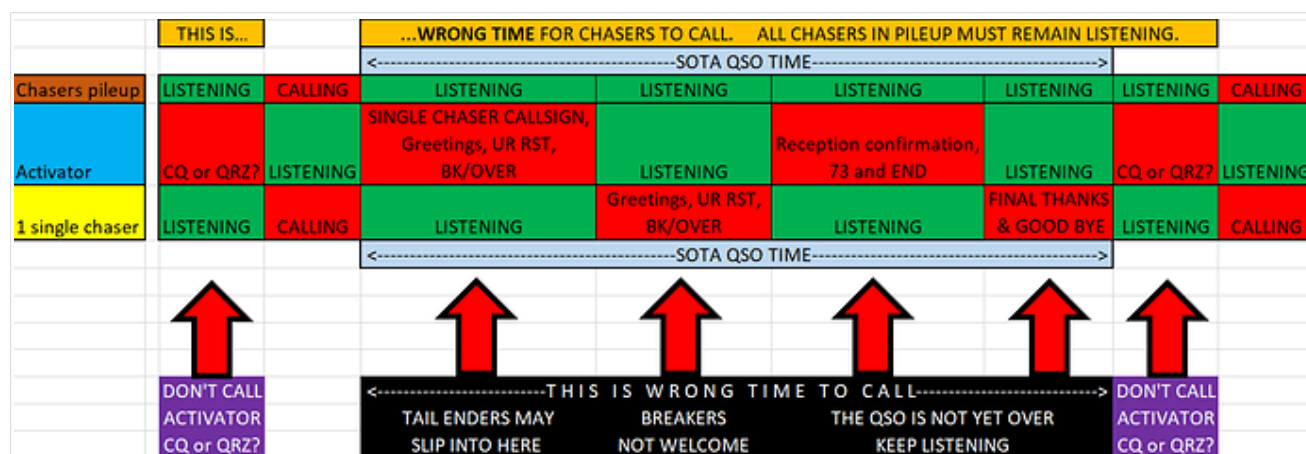 THIS IS... ...WRONG TIME FOR CHASERS TO CALL. ALL CHASERS IN PILEUP MUST REMAIN LISTENING.
<-----------------------------------------------SOTA QSO TIME--------------------------------------------->
Chasers pileup LISTENING CALLING LISTENING LISTENING LISTENING LISTENING LISTENING CALLING
SINGLE CHASER CALLSIGN,
Greetings, UR RST, Reception confirmation,
Activator CQ or QRZ? LISTENING BK/OVER LISTENING 73 and END LISTENING CQ or QRZ? LISTENING
Greetings, UR RST, FINAL THANKS
1 single chaser LISTENING CALLING LISTENING BK/OVER LISTENING & GOOD BYE LISTENING CALLING
<-----------------------------------------------SOTA QSO TIME--------------------------------------------->
DON'T CALL <--------------------------THIS IS WRONG TIME TO CALL----------------------------> DON'T CALL
ACTIVATOR TAIL ENDERS MAY BREAKERS THE QSO IS NOT YET OVER ACTIVATOR
CQ or QRZ? SLIP INTO HERE NOT WELCOME KEEP LISTENING CQ or QRZ?